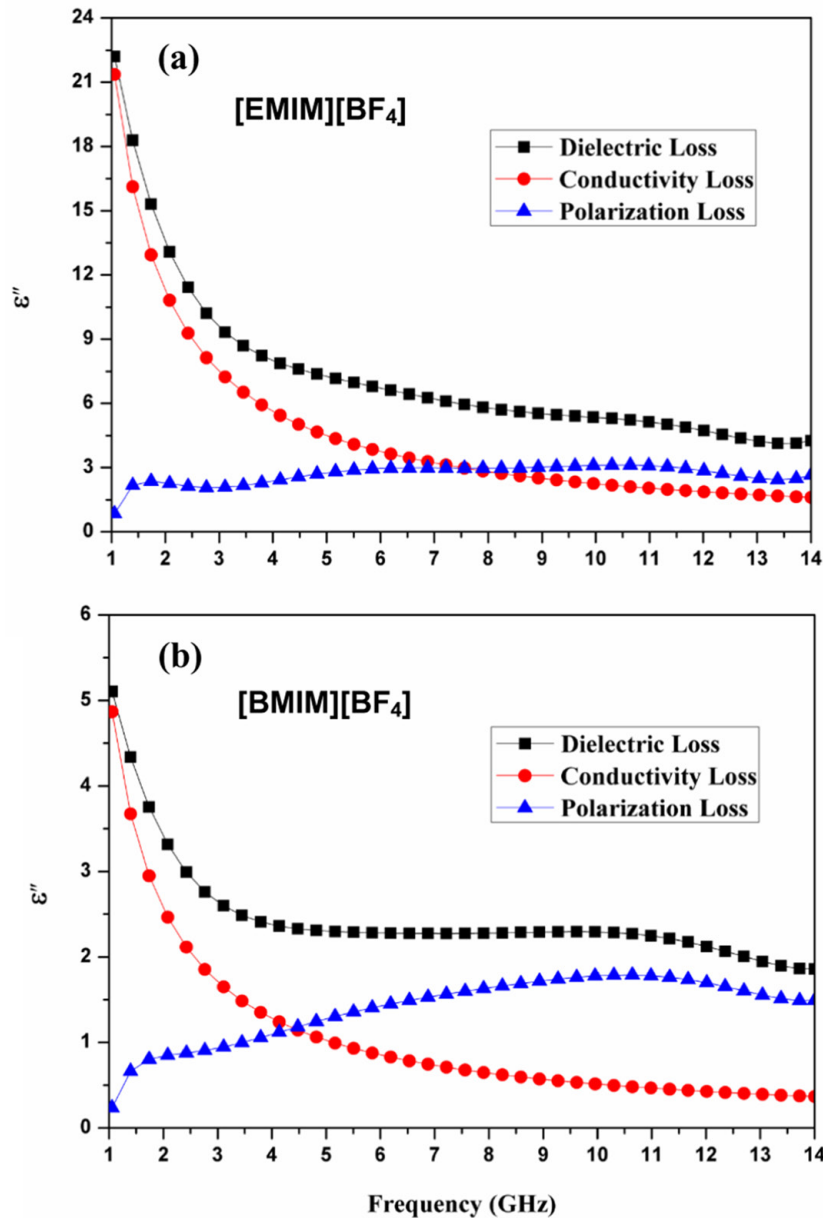 (a)
[EMIM][BF₄]
Dielectric Loss
Conductivity Loss
Polarization Loss
24
21
18
15
12
9
6
3
0
ε″
1 2 3 4 5 6 7 8 9 10 11 12 13 14
(b)
[BMIM][BF₄]
Dielectric Loss
Conductivity Loss
Polarization Loss
6
5
4
3
2
1
0
ε″
1 2 3 4 5 6 7 8 9 10 11 12 13 14
Frequency (GHz)